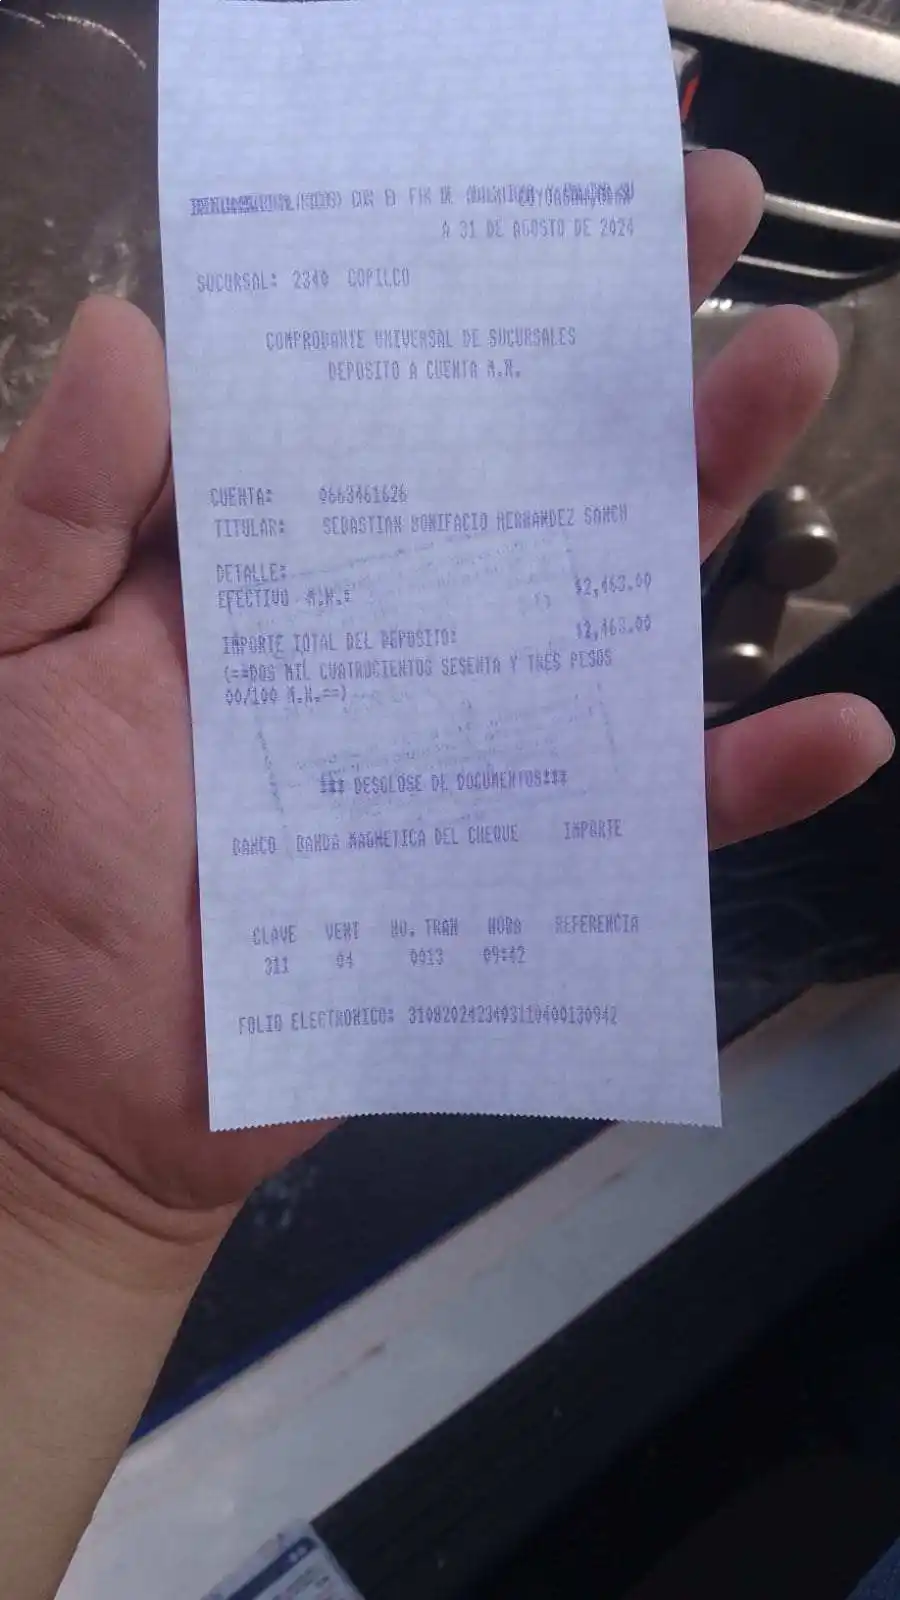 CON EL FIN DE
A 31 DE AGOSTO DE 2024
SUCURSAL: 2340 COPILCO
COMPROBANTE UNIVERSAL DE SUCURSALES
DEPOSITO A CUENTA M.N.
CUENTA: 0663461626
TITULAR: SEBASTIAN BONIFACIO HERNANDEZ SANCH
DETALLE:
EFECTIVO M.N.: $2,463.00
IMPORTE TOTAL DEL DEPOSITO: $2,463.00
(==DOS MIL CUATROCIENTOS SESENTA Y TRES PESOS
00/100 M.N.==)
*** DESGLOSE DE DOCUMENTOS***
BANCO BANDA MAGNETICA DEL CHEQUE IMPORTE
CLAVE VENT NO. TRAN HORA REFERENCIA
311 04 0013 09:42
FOLIO ELECTRONICO: 3108202423403110400130942